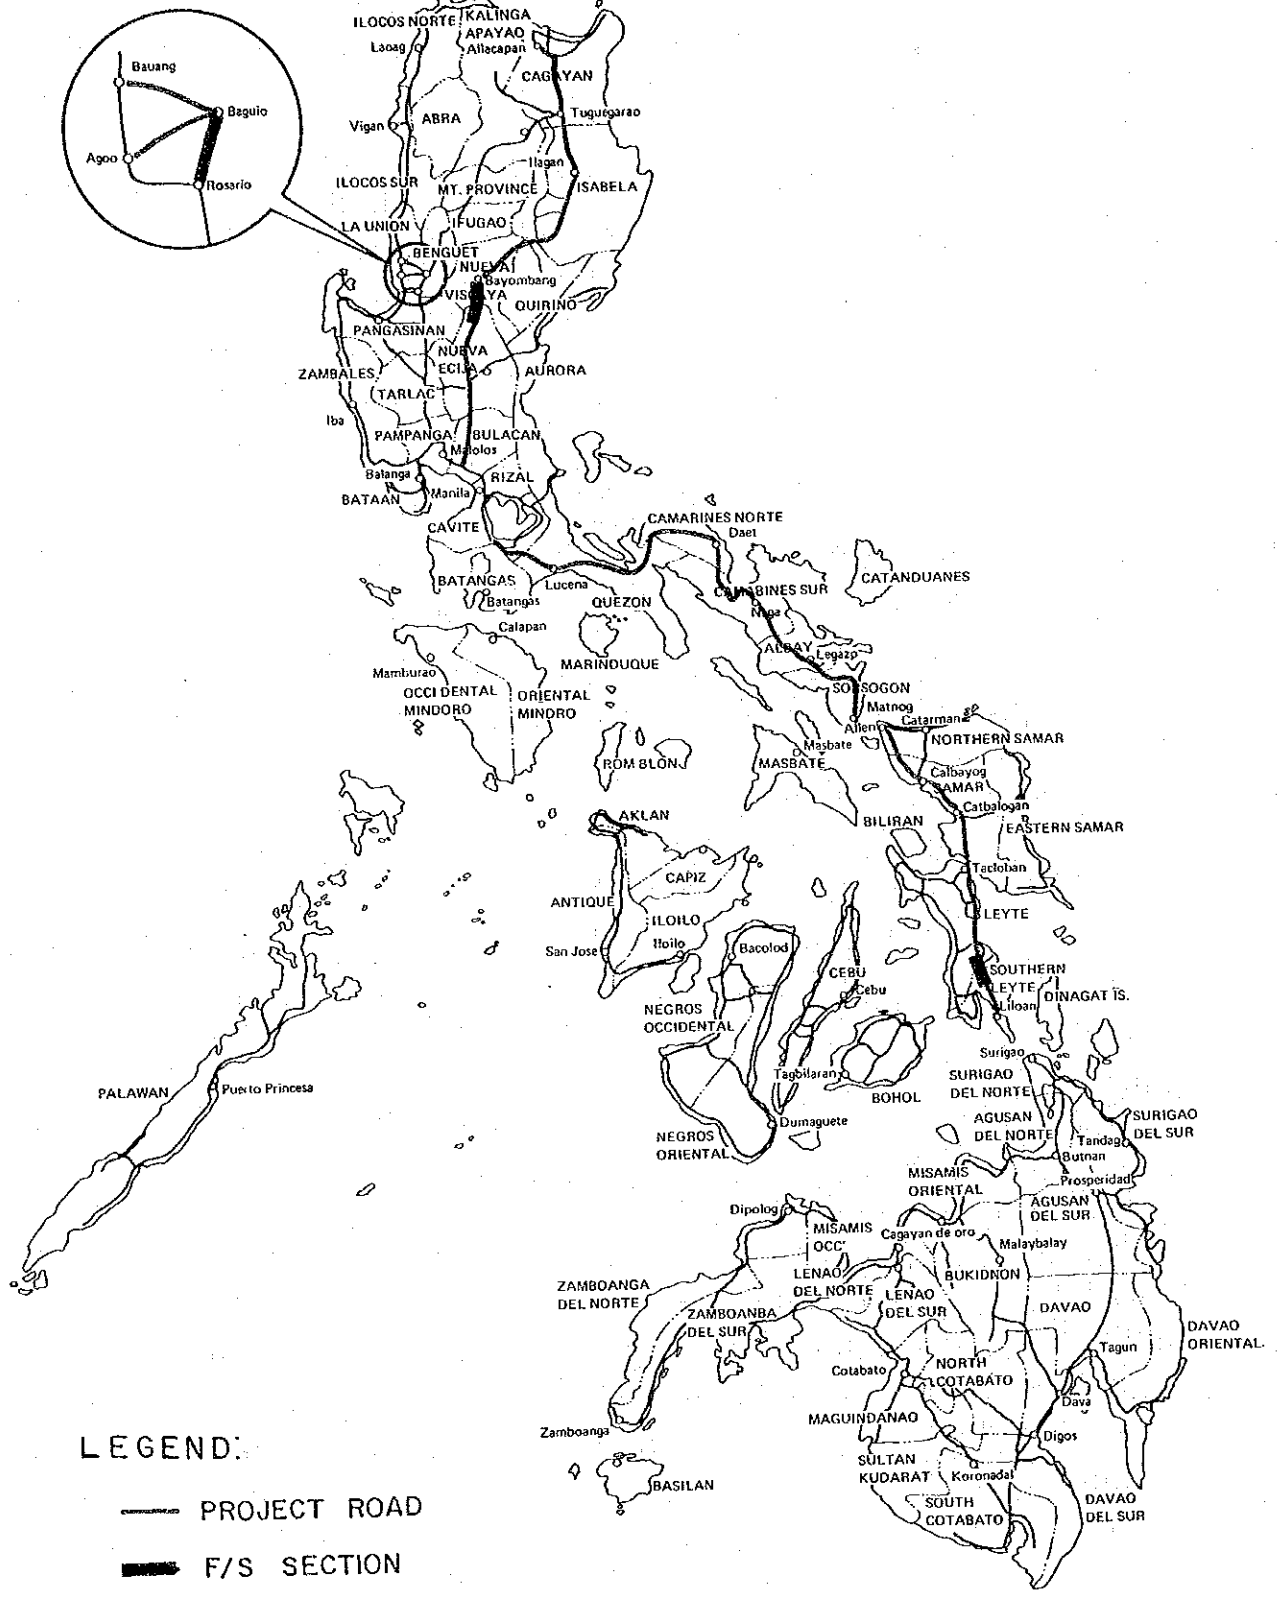 ILOCOS NORTE
KALINGA
APAYAO
Laoag
Allacapan
CAGAYAN
Bauang
Baguio
Agoo
Rosario
Vigan
ABRA
Tuguegarao
Ilagan
ILOCOS SUR
MT. PROVINCE
ISABELA
LA UNION
IFUGAO
BENGUET
NUEVA
Bayombang
VISCAYA
QUIRINO
PANGASINAN
NUEVA
ECIJA
ZAMBALES
AURORA
TARLAC
Iba
PAMPANGA
BULACAN
Malolos
Balanga
RIZAL
BATAAN
Manila
CAVITE
CAMARINES NORTE
Daet
BATANGAS
Batangas
Lucena
QUEZON
CAMABINES SUR
Naga
CATANDUANES
Calapan
MARINDUQUE
ALBAY
Legazp
Mamburao
OCCI DENTAL
MINDORO
ORIENTAL
MINDRO
SORSOGON
Matnog
Allen
Catarman
NORTHERN SAMAR
ROM BLON
Masbate
MASBATE
Calbayog
SAMAR
Catbalogan
BILIRAN
EASTERN SAMAR
AKLAN
Tacloban
CAPIZ
ANTIQUE
ILOILO
LEYTE
San Jose
Iloilo
Bacolod
CEBU
Cebu
SOUTHERN
LEYTE
Liloan
DINAGAT IS.
NEGROS
OCCIDENTAL
Surigao
Tagbilaran
BOHOL
SURIGAO
DEL NORTE
PALAWAN
Puerto Princesa
Dumaguete
NEGROS
ORIENTAL
AGUSAN
DEL NORTE
SURIGAO
DEL SUR
Tandag
Butnan
MISAMIS
ORIENTAL
Prosperidad
AGUSAN
DEL SUR
Dipolog
MISAMIS
OCC'
Cagayan de oro
Malaybalay
ZAMBOANGA
DEL NORTE
LENAO
DEL NORTE
BUKIDNON
LENAO
DEL SUR
DAVAO
ZAMBOANBA
DEL SUR
DAVAO
ORIENTAL
Tagun
Cotabato
NORTH
COTABATO
Dava
MAGUINDANAO
Zamboanga
Digos
SULTAN
KUDARAT
Koronadal
BASILAN
SOUTH
COTABATO
DAVAO
DEL SUR
LEGEND:
PROJECT ROAD
F/S SECTION